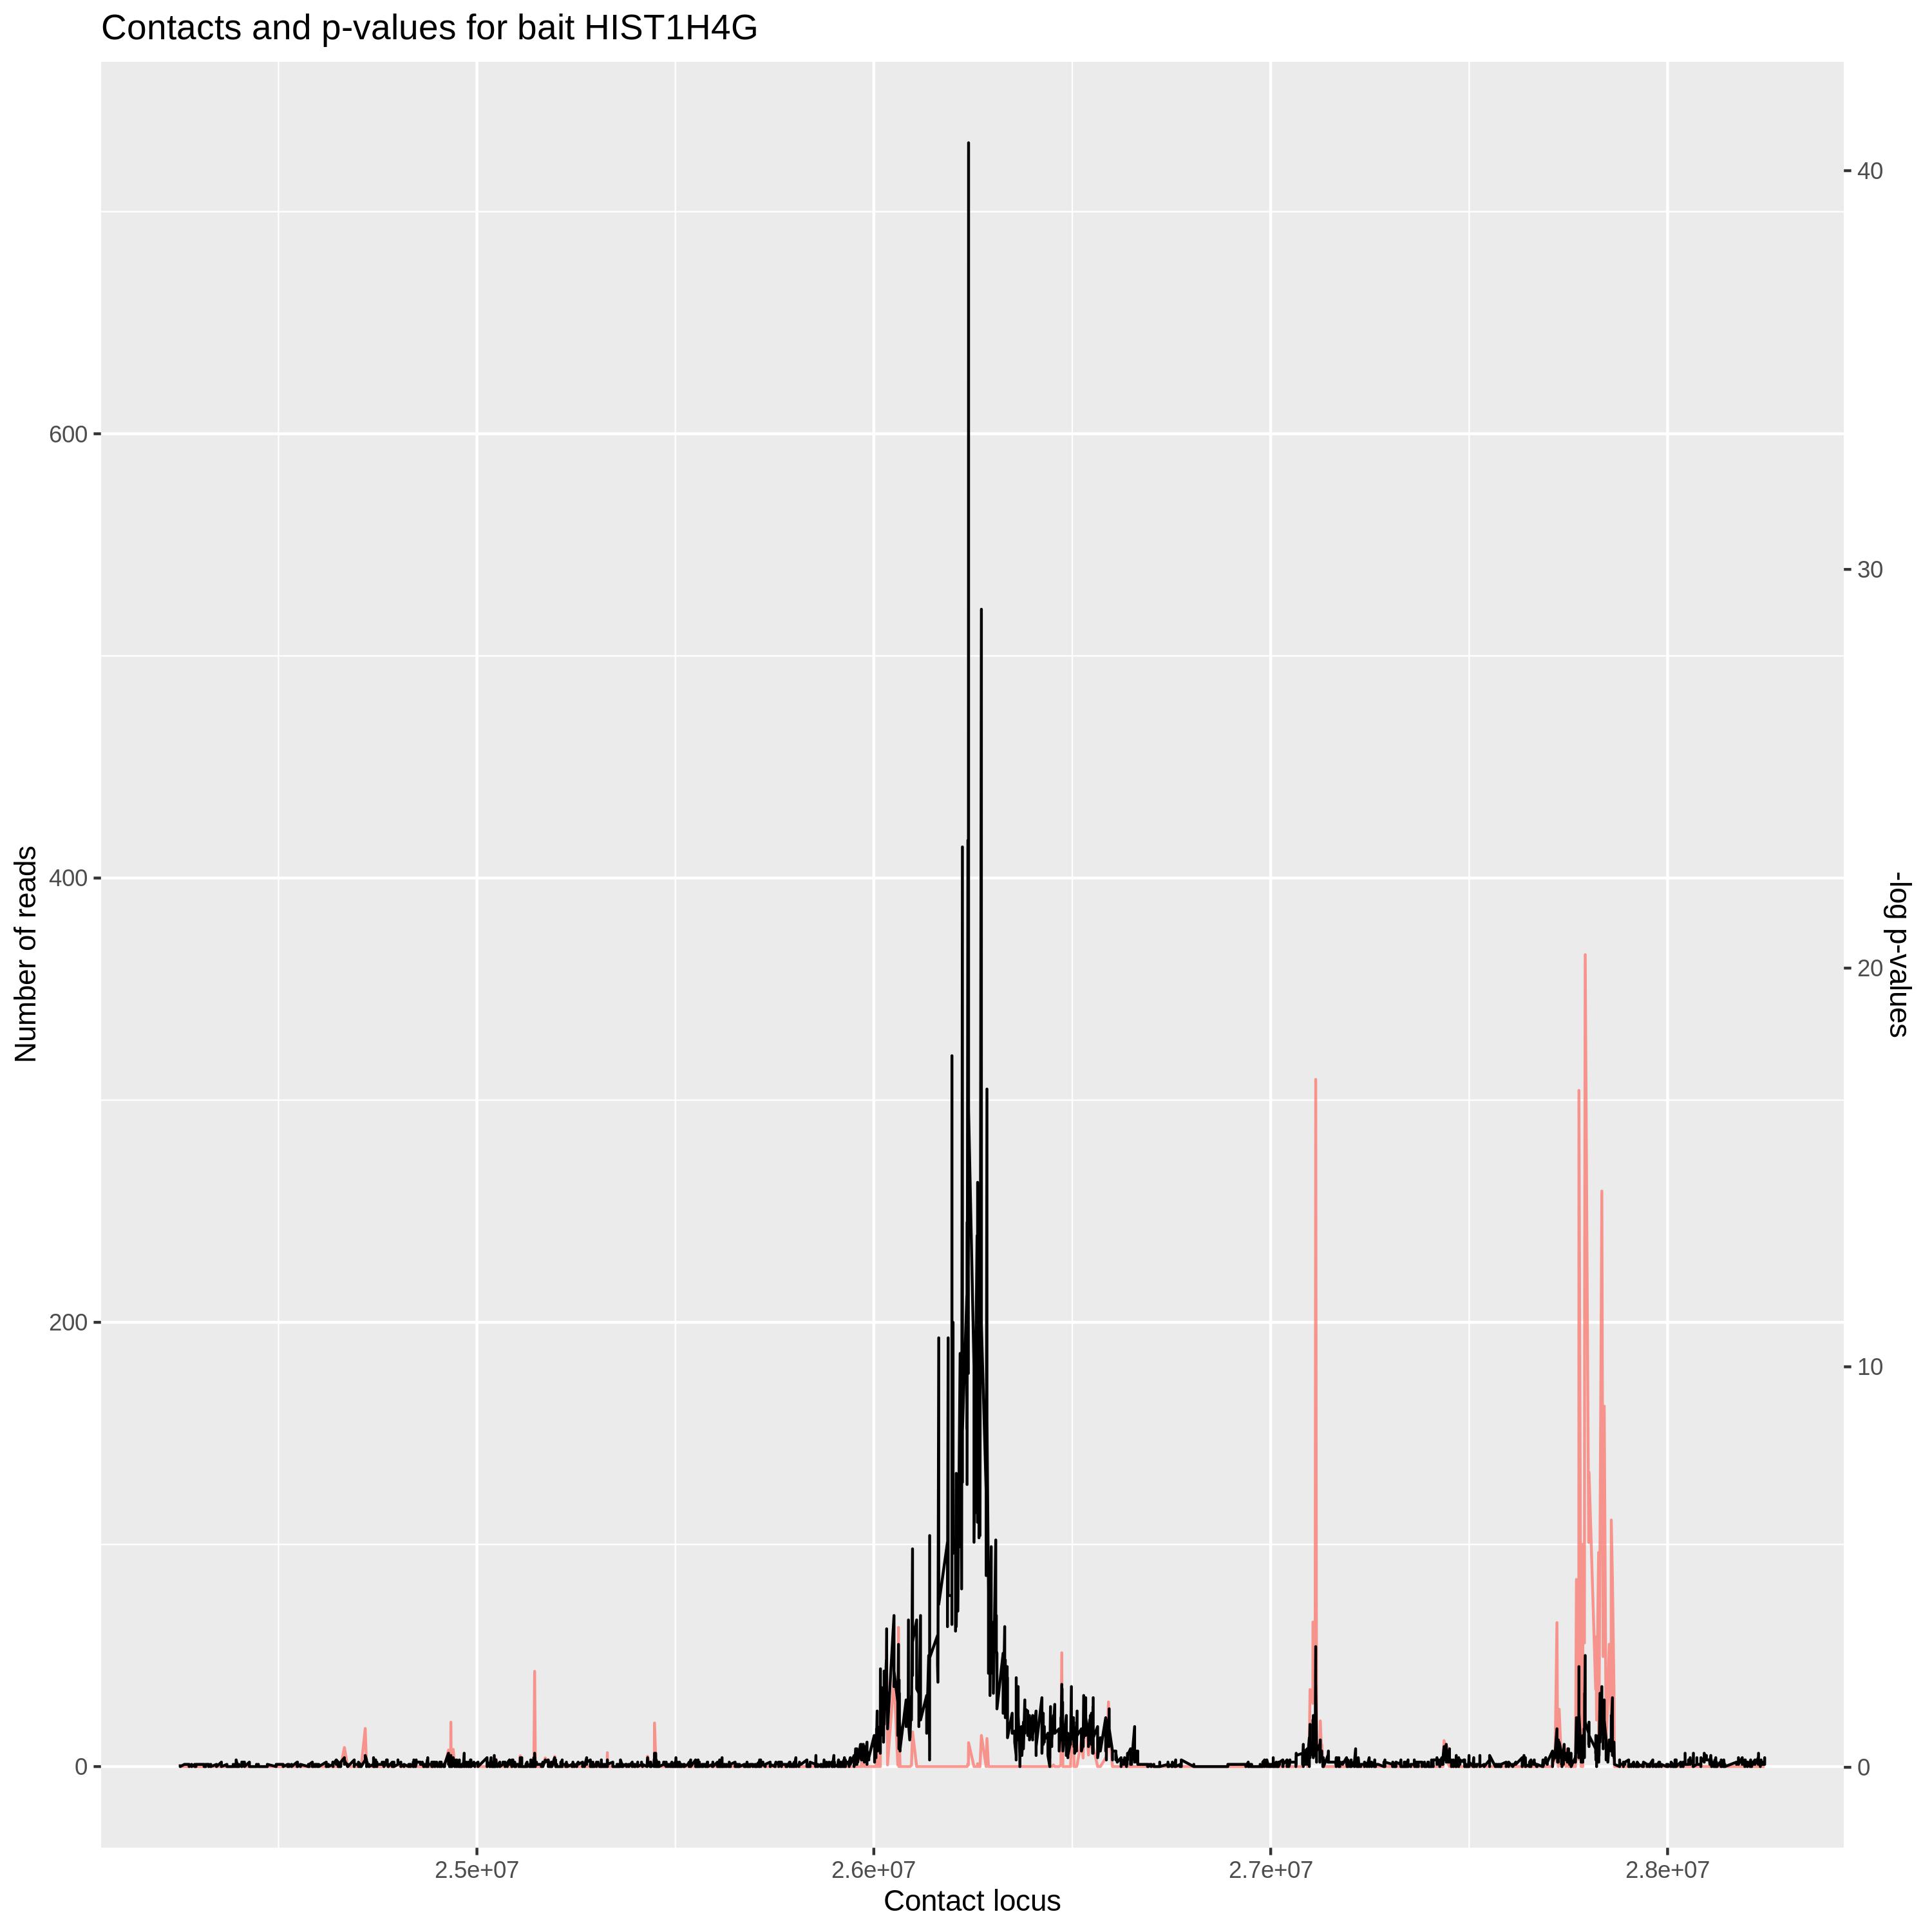 Contacts and p-values for bait HIST1H4G
Number of reads
600
400
200
0
40
30
20
10
0
-log p-values
2.5e+07
2.6e+07
2.7e+07
2.8e+07
Contact locus